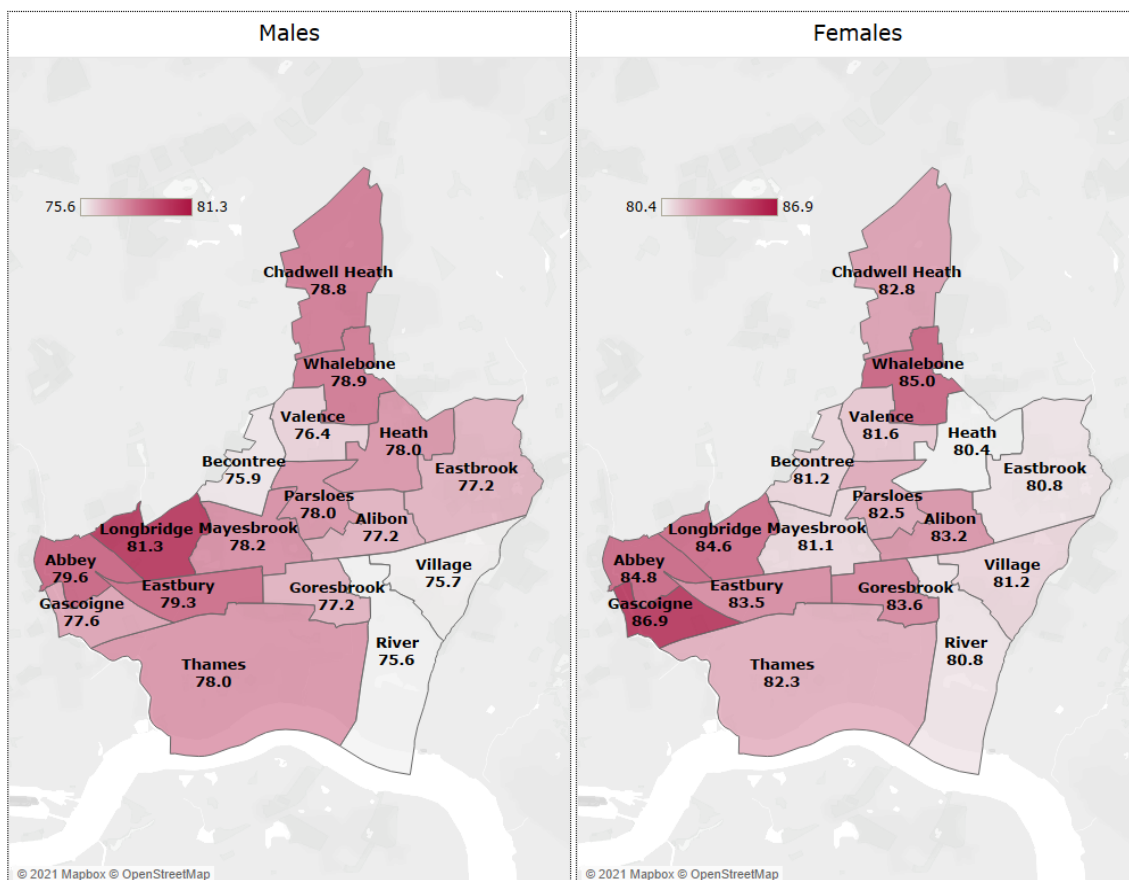 Males
75.6
81.3
Chadwell Heath
78.8
Whalebone
78.9
Valence
76.4
Heath
78.0
Becontree
75.9
Eastbrook
77.2
Parsloes
78.0
Longbridge
81.3
Mayesbrook
78.2
Alibon
77.2
Abbey
79.6
Village
75.7
Eastbury
79.3
Goresbrook
77.2
Gascoigne
77.6
River
75.6
Thames
78.0
© 2021 Mapbox © OpenStreetMap
Females
80.4
86.9
Chadwell Heath
82.8
Whalebone
85.0
Valence
81.6
Heath
80.4
Becontree
81.2
Eastbrook
80.8
Parsloes
82.5
Alibon
83.2
Longbridge
84.6
Mayesbrook
81.1
Abbey
84.8
Village
81.2
Eastbury
83.5
Goresbrook
83.6
Gascoigne
86.9
River
80.8
Thames
82.3
© 2021 Mapbox © OpenStreetMap